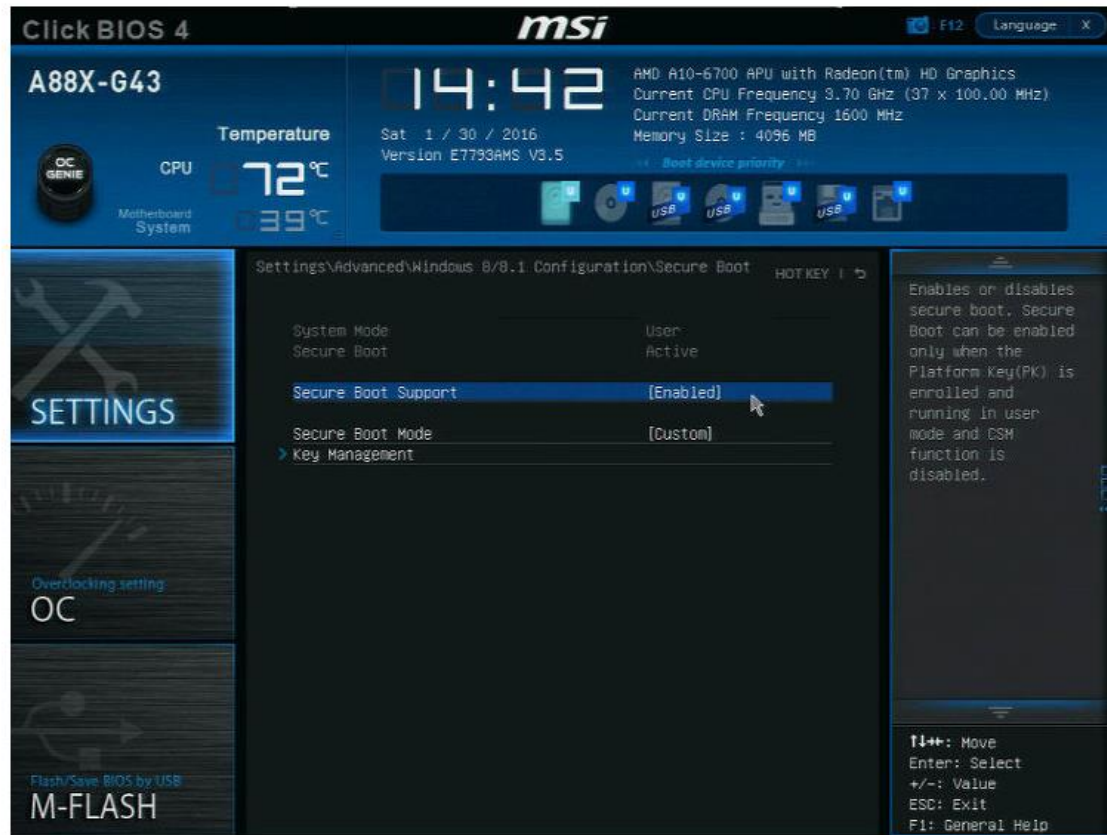 Click BIOS 4
msi
F12
Language X
A88X-G43
14:42
Sat 1 / 30 / 2016
Version E7793AMS V3.5
AMD A10-6700 APU with Radeon(tm) HD Graphics
Current CPU Frequency 3.70 GHz (37 x 100.00 MHz)
Current DRAM Frequency 1600 MHz
Memory Size : 4096 MB
Boot device priority
Temperature
OC
GENIE
CPU
72°C
Motherboard
System
39°C
U
U
USB U
USB U
U
USB U
U
SETTINGS
Overclocking setting
OC
Flash/Save BIOS by USB
M-FLASH
Settings\Advanced\Windows 8/8.1 Configuration\Secure Boot
HOT KEY |
System Mode User
Secure Boot Active
Secure Boot Support [Enabled]
Secure Boot Mode [Custom]
> Key Management
Enables or disables
secure boot. Secure
Boot can be enabled
only when the
Platform Key(PK) is
enrolled and
running in user
mode and CSM
function is
disabled.
↑↓←→: Move
Enter: Select
+/-: Value
ESC: Exit
F1: General Help